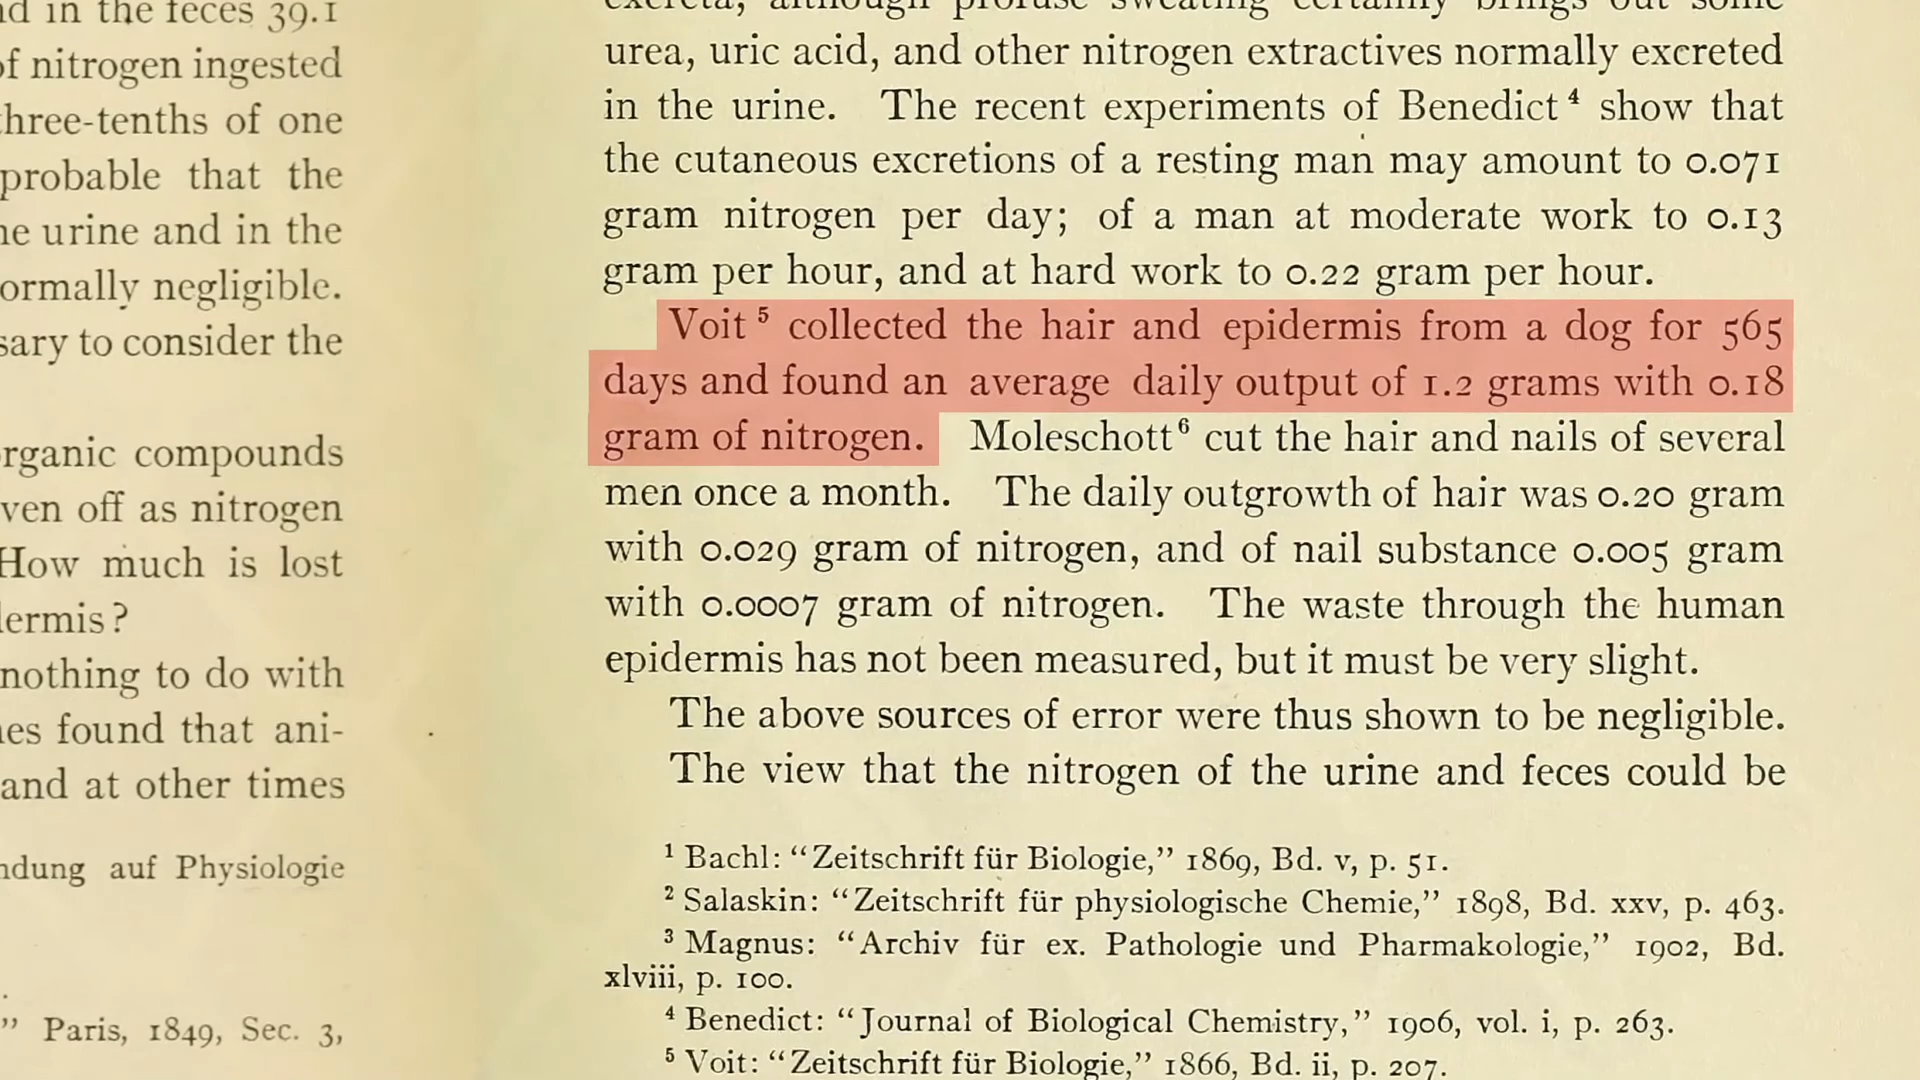 nd in the feces 39.1
of nitrogen ingested
three-tenths of one
probable that the
ne urine and in the
ormally negligible.
sary to consider the
organic compounds
ven off as nitrogen
How much is lost
dermis?
nothing to do with
es found that ani-
and at other times
ndung auf Physiologie
" Paris, 1849, Sec. 3,
excreta, although profuse sweating certainly brings out some
urea, uric acid, and other nitrogen extractives normally excreted
in the urine. The recent experiments of Benedict⁴ show that
the cutaneous excretions of a resting man may amount to 0.071
gram nitrogen per day; of a man at moderate work to 0.13
gram per hour, and at hard work to 0.22 gram per hour.
Voit⁵ collected the hair and epidermis from a dog for 565
days and found an average daily output of 1.2 grams with 0.18
gram of nitrogen. Moleschott⁶ cut the hair and nails of several
men once a month. The daily outgrowth of hair was 0.20 gram
with 0.029 gram of nitrogen, and of nail substance 0.005 gram
with 0.0007 gram of nitrogen. The waste through the human
epidermis has not been measured, but it must be very slight.
The above sources of error were thus shown to be negligible.
The view that the nitrogen of the urine and feces could be
¹ Bachl: "Zeitschrift für Biologie," 1869, Bd. v, p. 51.
² Salaskin: "Zeitschrift für physiologische Chemie," 1898, Bd. xxv, p. 463.
³ Magnus: "Archiv für ex. Pathologie und Pharmakologie," 1902, Bd.
xlviii, p. 100.
⁴ Benedict: "Journal of Biological Chemistry," 1906, vol. i, p. 263.
⁵ Voit: "Zeitschrift für Biologie," 1866, Bd. ii, p. 207.